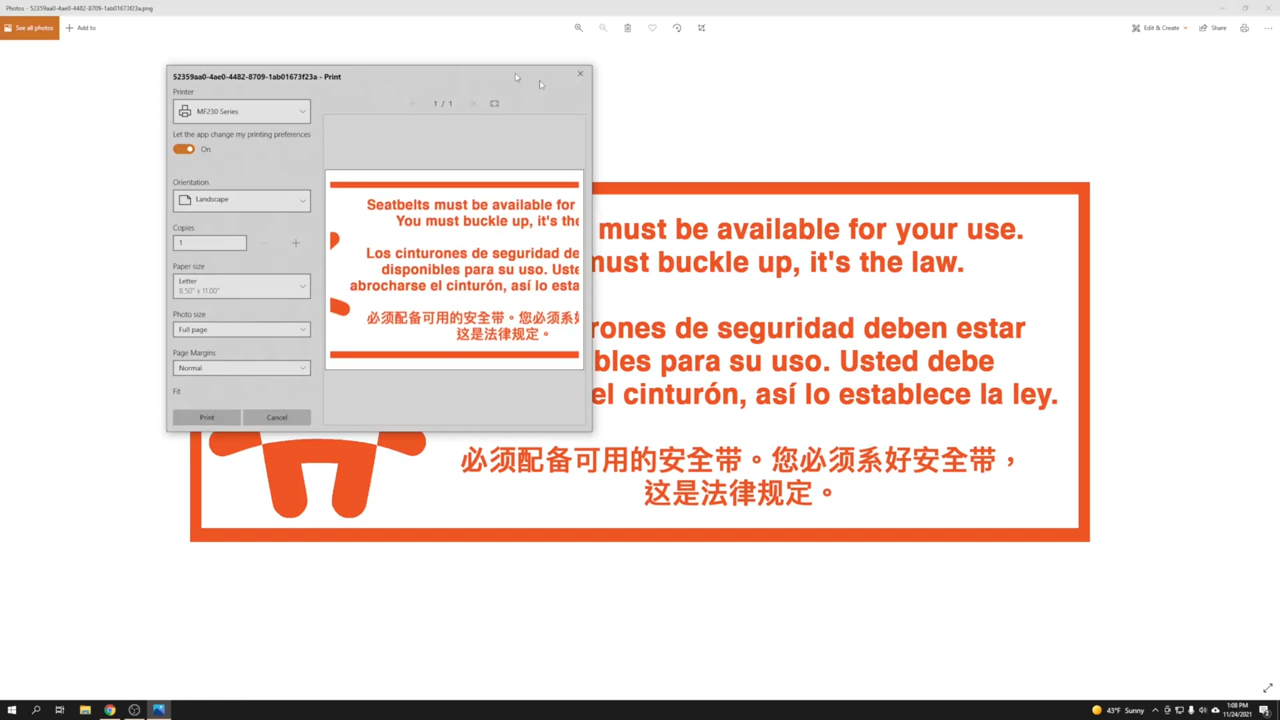 Photos - 52359aa0-4ae0-4482-8709-1ab01673f23a.png
See all photos
Add to
Edit & Create
Share
52359aa0-4ae0-4482-8709-1ab01673f23a - Print
Printer
MF230 Series
Let the app change my printing preferences
On
Orientation
Landscape
Copies
1
Paper size
Letter
8.50" x 11.00"
Photo size
Full page
Page Margins
Normal
Fit
Print
Cancel
1 / 1
Seatbelts must be available for
You must buckle up, it's the
Los cinturones de seguridad de
disponibles para su uso. Uste
abrocharse el cinturón, así lo esta
必须配备可用的安全带。您必须系
这是法律规定。
must be available for your use.
must buckle up, it's the law.
rones de seguridad deben estar
bles para su uso. Usted debe
el cinturón, así lo establece la ley.
必须配备可用的安全带。您必须系好安全带，
这是法律规定。
43°F Sunny
1:08 PM
11/24/2021